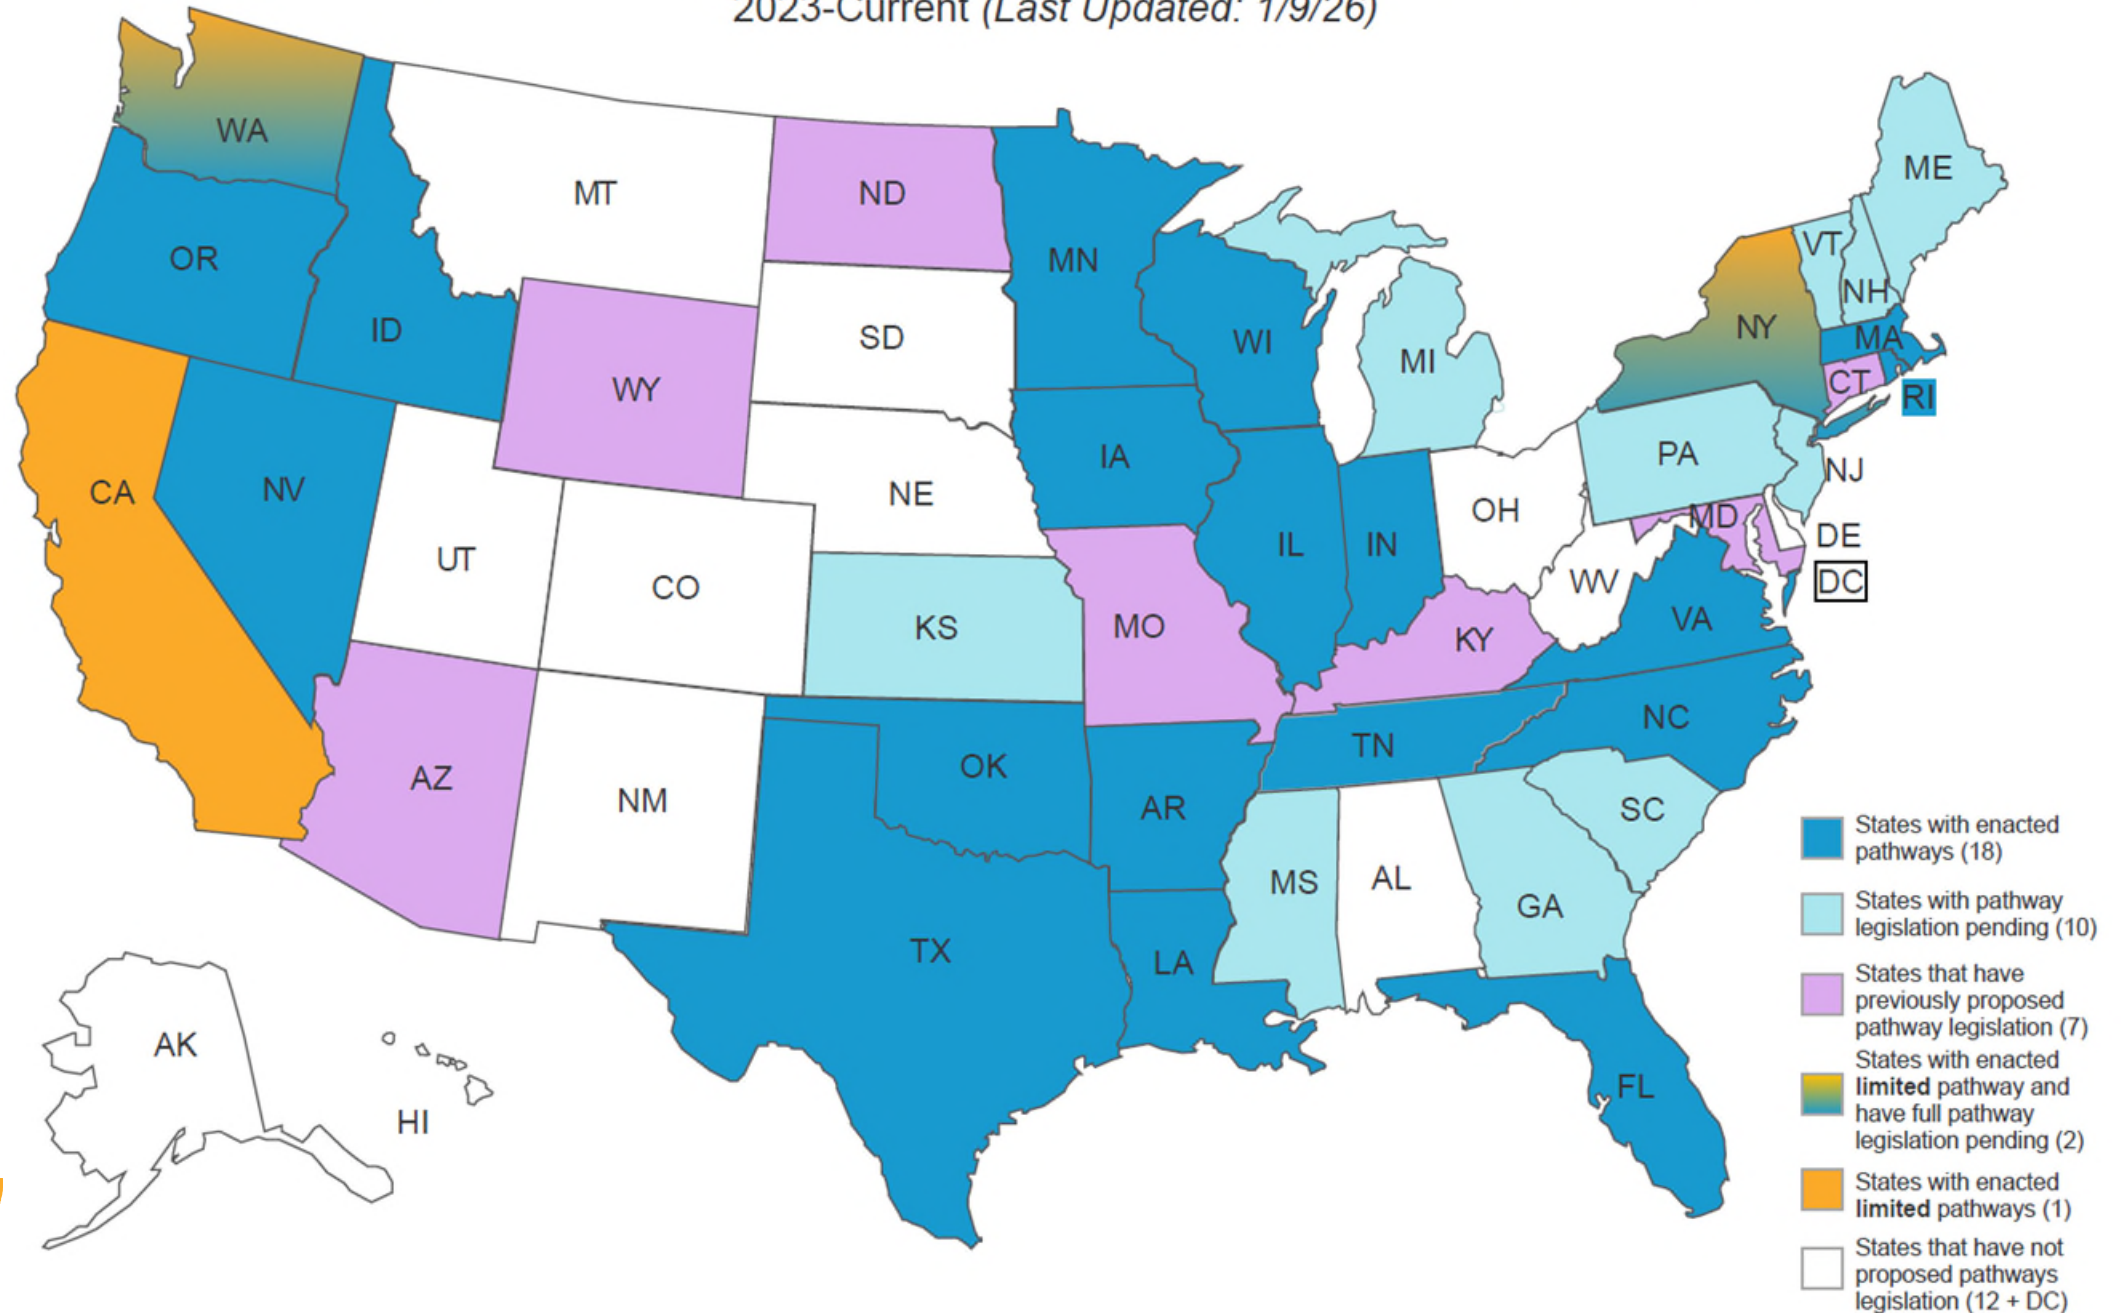 2023-Current (Last Updated: 1/9/26)
WA
MT
ND
MN
ME
OR
ID
SD
WI
MI
VT
NH
NY
MA
CT
RI
WY
CA
NV
UT
CO
NE
IA
IL
IN
OH
PA
NJ
MD
DE
DC
WV
VA
KS
MO
KY
AZ
NM
OK
AR
TN
NC
SC
MS
AL
GA
TX
LA
FL
AK
HI
States with enacted
pathways (18)
States with pathway
legislation pending (10)
States that have
previously proposed
pathway legislation (7)
States with enacted
limited pathway and
have full pathway
legislation pending (2)
States with enacted
limited pathways (1)
States that have not
proposed pathways
legislation (12 + DC)